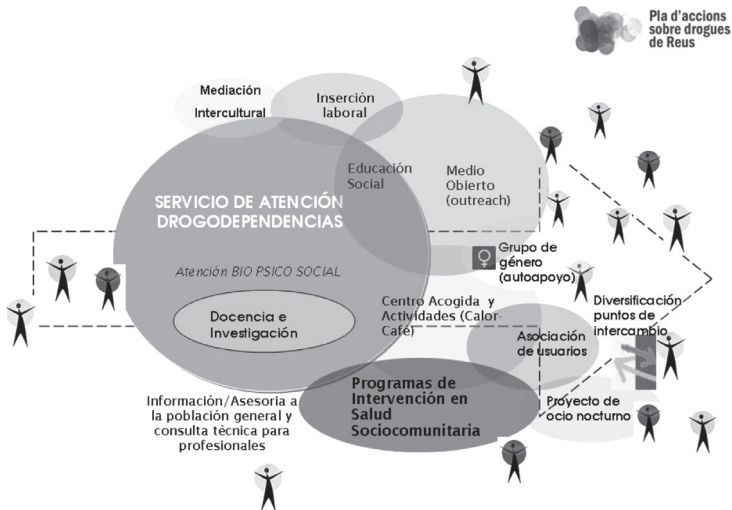 Pla d'accions
sobre drogues
de Reus
Mediación
Intercultural
Inserción
laboral
Educación
Social
Medio
Obierto
(outreach)
SERVICIO DE ATENCIÓN
DROGODEPENDENCIAS
Atención BIO PSICO SOCIAL
Grupo de
género
(autoapoyo)
Docencia e
Investigación
Centro Acogida y
Actividades (Calor-
Café)
Diversificación
puntos de
intercambio
Asociación
de usuarios
Información/Asesoria a
la población general y
consulta tècnica para
profesionales
Programas de
Intervención en
Salud
Sociocomunitaria
Proyecto de
ocio nocturno